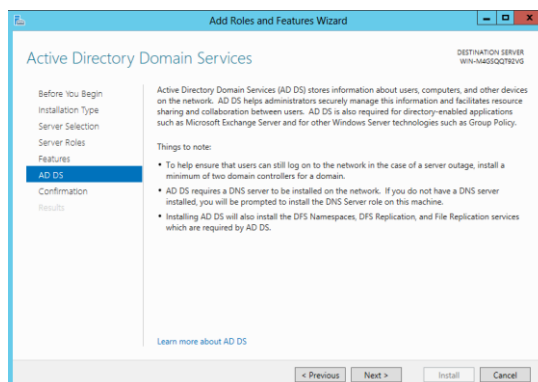 Add Roles and Features Wizard
Active Directory Domain Services
DESTINATION SERVER
WIN-M4GSQQT92VG
Before You Begin
Installation Type
Server Selection
Server Roles
Features
AD DS
Confirmation
Results
Active Directory Domain Services (AD DS) stores information about users, computers, and other devices
on the network. AD DS helps administrators securely manage this information and facilitates resource
sharing and collaboration between users. AD DS is also required for directory-enabled applications
such as Microsoft Exchange Server and for other Windows Server technologies such as Group Policy.
Things to note:
• To help ensure that users can still log on to the network in the case of a server outage, install a
minimum of two domain controllers for a domain.
• AD DS requires a DNS server to be installed on the network. If you do not have a DNS server
installed, you will be prompted to install the DNS Server role on this machine.
• Installing AD DS will also install the DFS Namespaces, DFS Replication, and File Replication services
which are required by AD DS.
Learn more about AD DS
< Previous
Next >
Install
Cancel